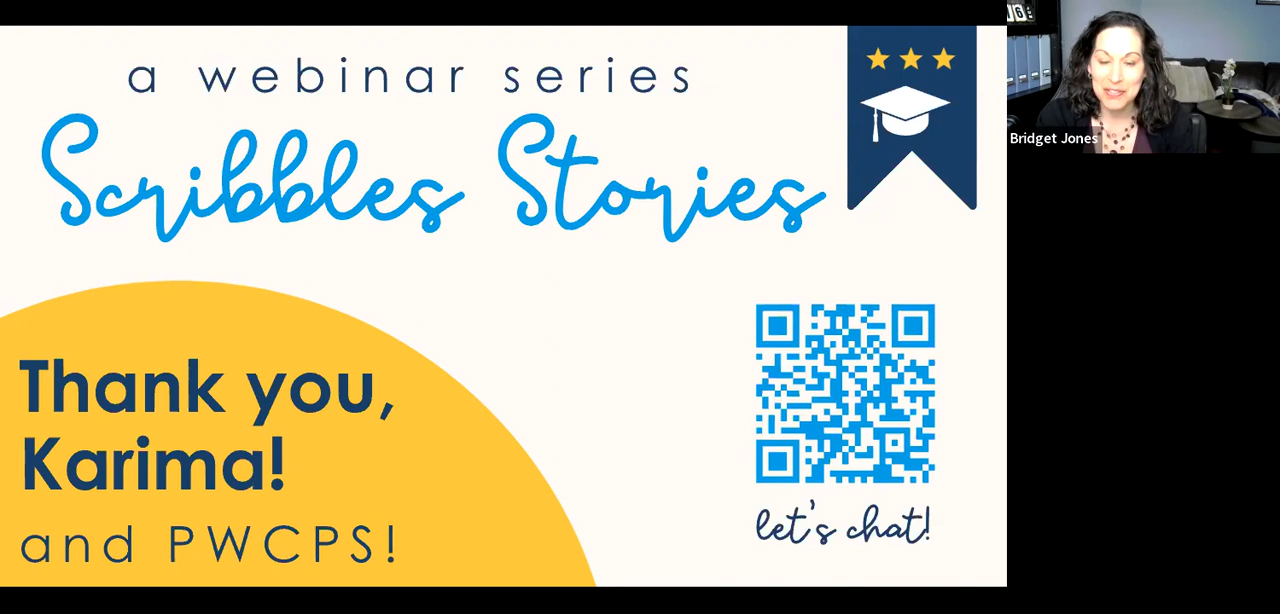 a webinar series
Scribbles Stories
Thank you,
Karima!
and PWCPS!
let's chat!
Bridget Jones